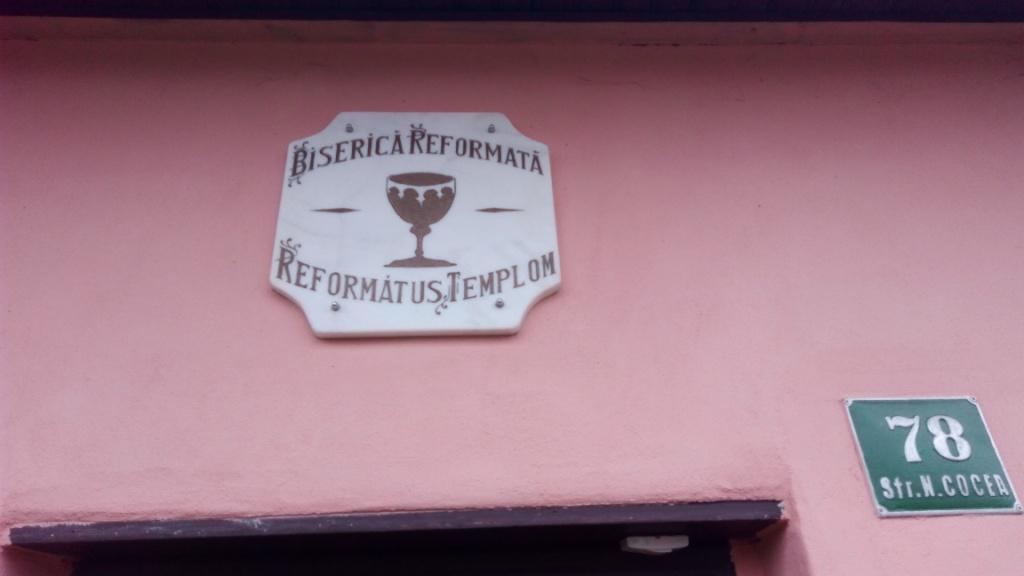 BISERICĂ REFORMATĂ
REFORMÁTUS TEMPLOM
78
Str. N. COCEA